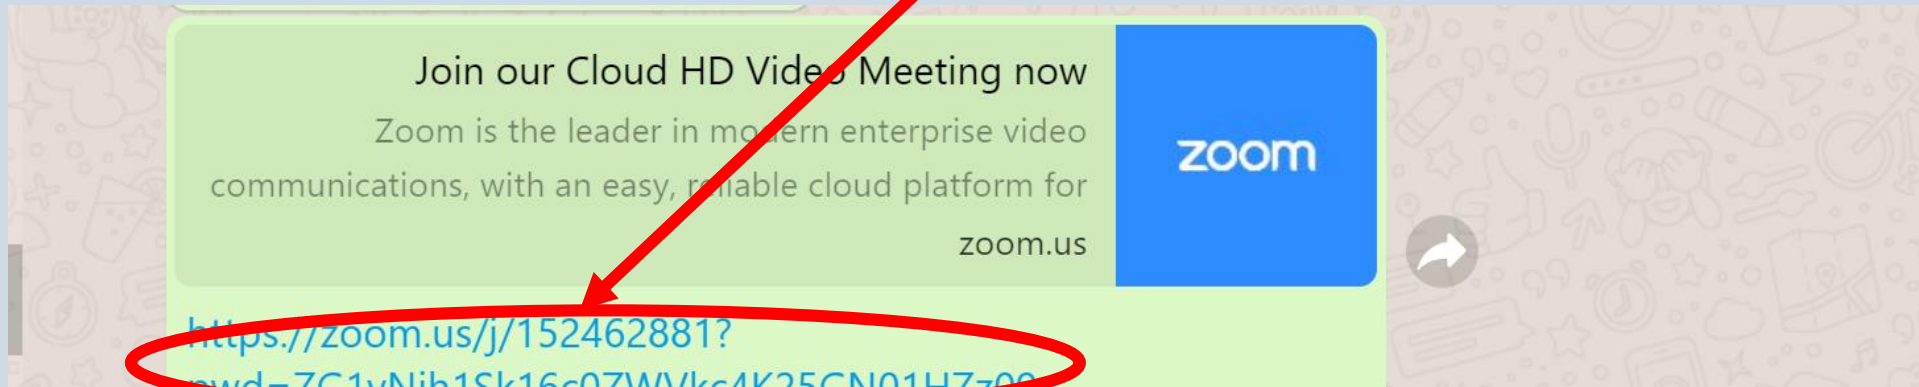 Join our Cloud HD Video Meeting now
Zoom is the leader in modern enterprise video
communications, with an easy, reliable cloud platform for
zoom.us
zoom
https://zoom.us/j/152462881?